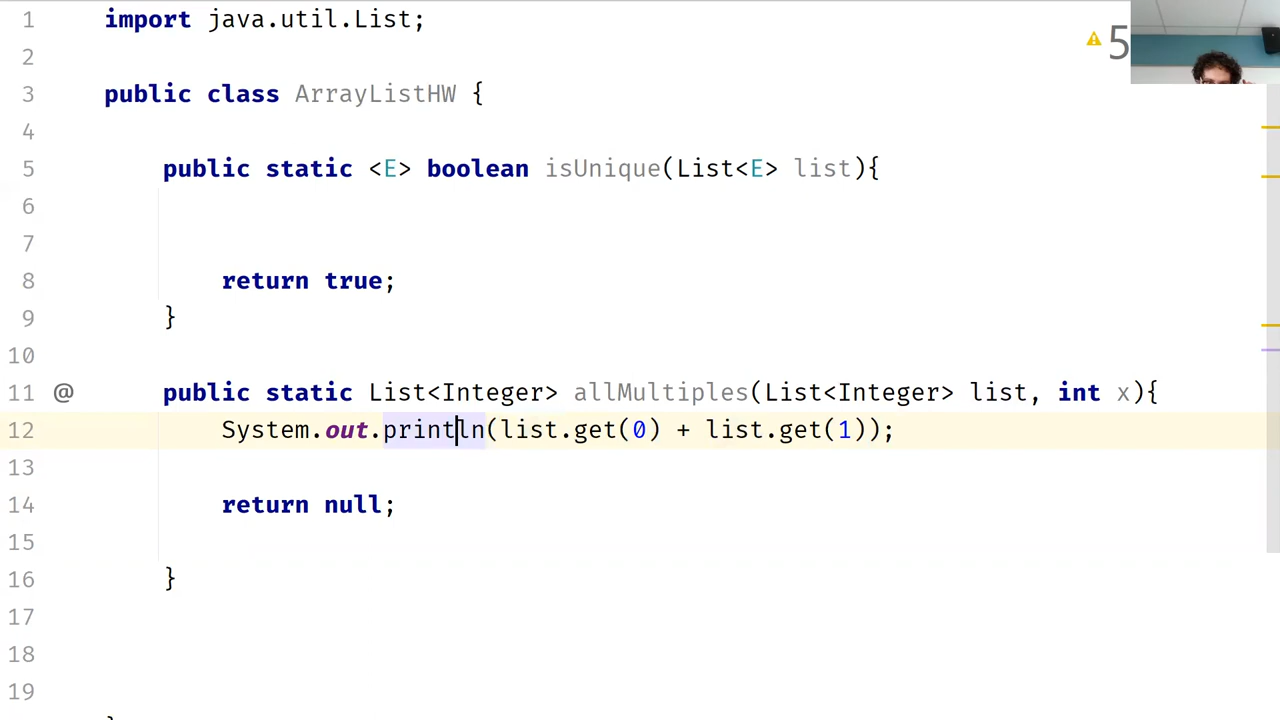 1 import java.util.List;
2
3 public class ArrayListHW {
4
5 public static <E> boolean isUnique(List<E> list){
6
7
8 return true;
9 }
10
11 @ public static List<Integer> allMultiples(List<Integer> list, int x){
12 System.out.println(list.get(0) + list.get(1));
13
14 return null;
15
16 }
17
18
19
5